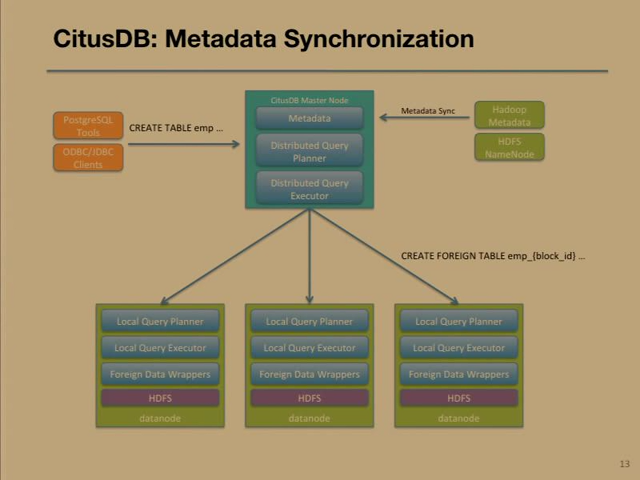 CitusDB: Metadata Synchronization
PostgreSQL
Tools
ODBC/JDBC
Clients
CREATE TABLE emp ...
CitusDB Master Node
Metadata
Distributed Query
Planner
Distributed Query
Executor
Metadata Sync
Hadoop
Metadata
HDFS
NameNode
CREATE FOREIGN TABLE emp_{block_id} ...
Local Query Planner
Local Query Executor
Foreign Data Wrappers
HDFS
datanode
Local Query Planner
Local Query Executor
Foreign Data Wrappers
HDFS
datanode
Local Query Planner
Local Query Executor
Foreign Data Wrappers
HDFS
datanode
13